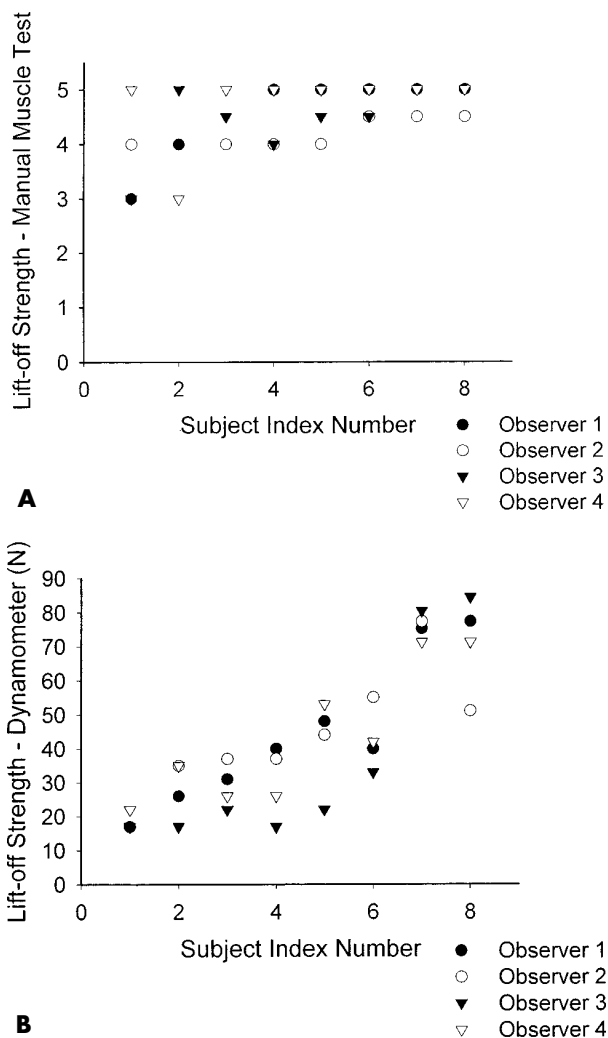 Lift-off Strength - Manual Muscle Test
5
4
3
2
1
0
0 2 4 6 8
Subject Index Number
Observer 1
Observer 2
Observer 3
Observer 4
A
Lift-off Strength - Dynamometer (N)
90
80
70
60
50
40
30
20
10
0
0 2 4 6 8
Subject Index Number
Observer 1
Observer 2
Observer 3
Observer 4
B